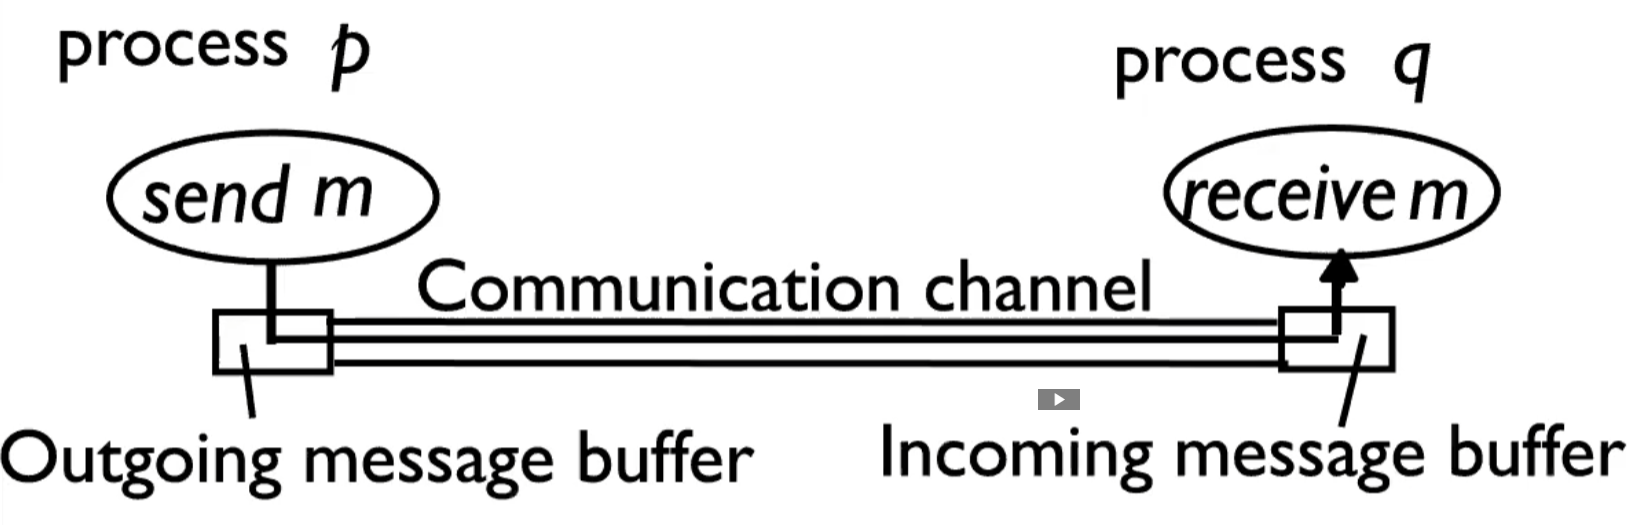 process p
process q
send m
receive m
Communication channel
Outgoing message buffer
Incoming message buffer